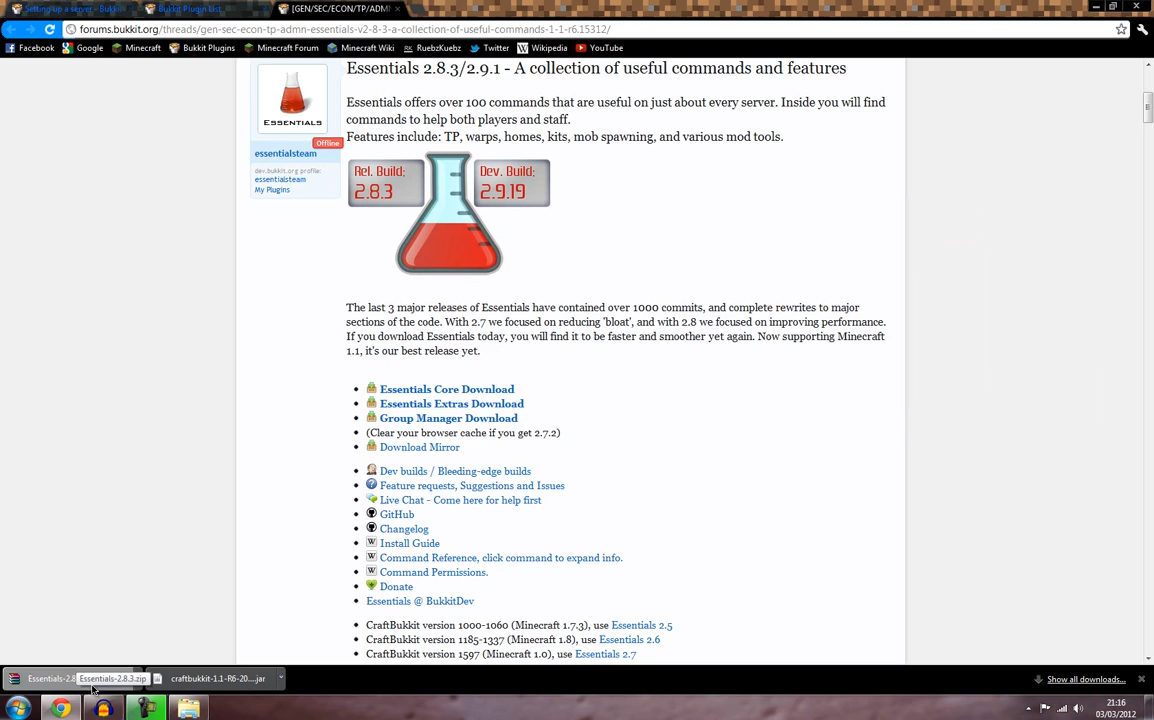 Setting up a server - Bukki
Bukkit Plugin List
[GEN/SEC/ECON/TP/ADMN
forums.bukkit.org/threads/gen-sec-econ-tp-admn-essentials-v2-8-3-a-collection-of-useful-commands-1-1-r6.15312/
Facebook Google Minecraft Bukkit Plugins Minecraft Forum Minecraft Wiki RuebzKuebz Twitter Wikipedia YouTube
Essentials 2.8.3/2.9.1 - A collection of useful commands and features
Essentials offers over 100 commands that are useful on just about every server. Inside you will find
commands to help both players and staff.
Features include: TP, warps, homes, kits, mob spawning, and various mod tools.
ESSENTIALS
Offline
essentialsteam
dev.bukkit.org profile:
essentialsteam
My Plugins
Rel. Build:
2.8.3
Dev. Build:
2.9.19
The last 3 major releases of Essentials have contained over 1000 commits, and complete rewrites to major
sections of the code. With 2.7 we focused on reducing 'bloat', and with 2.8 we focused on improving performance.
If you download Essentials today, you will find it to be faster and smoother yet again. Now supporting Minecraft
1.1, it's our best release yet.
Essentials Core Download
Essentials Extras Download
Group Manager Download
(Clear your browser cache if you get 2.7.2)
Download Mirror
Dev builds / Bleeding-edge builds
Feature requests, Suggestions and Issues
Live Chat - Come here for help first
GitHub
Changelog
Install Guide
Command Reference, click command to expand info.
Command Permissions.
Donate
Essentials @ BukkitDev
CraftBukkit version 1000-1060 (Minecraft 1.7.3), use Essentials 2.5
CraftBukkit version 1185-1337 (Minecraft 1.8), use Essentials 2.6
CraftBukkit version 1597 (Minecraft 1.0), use Essentials 2.7
Essentials-2.8
Essentials-2.8.3.zip
craftbukkit-1.1-R6-20....jar
Show all downloads...
21:16
03/03/2012